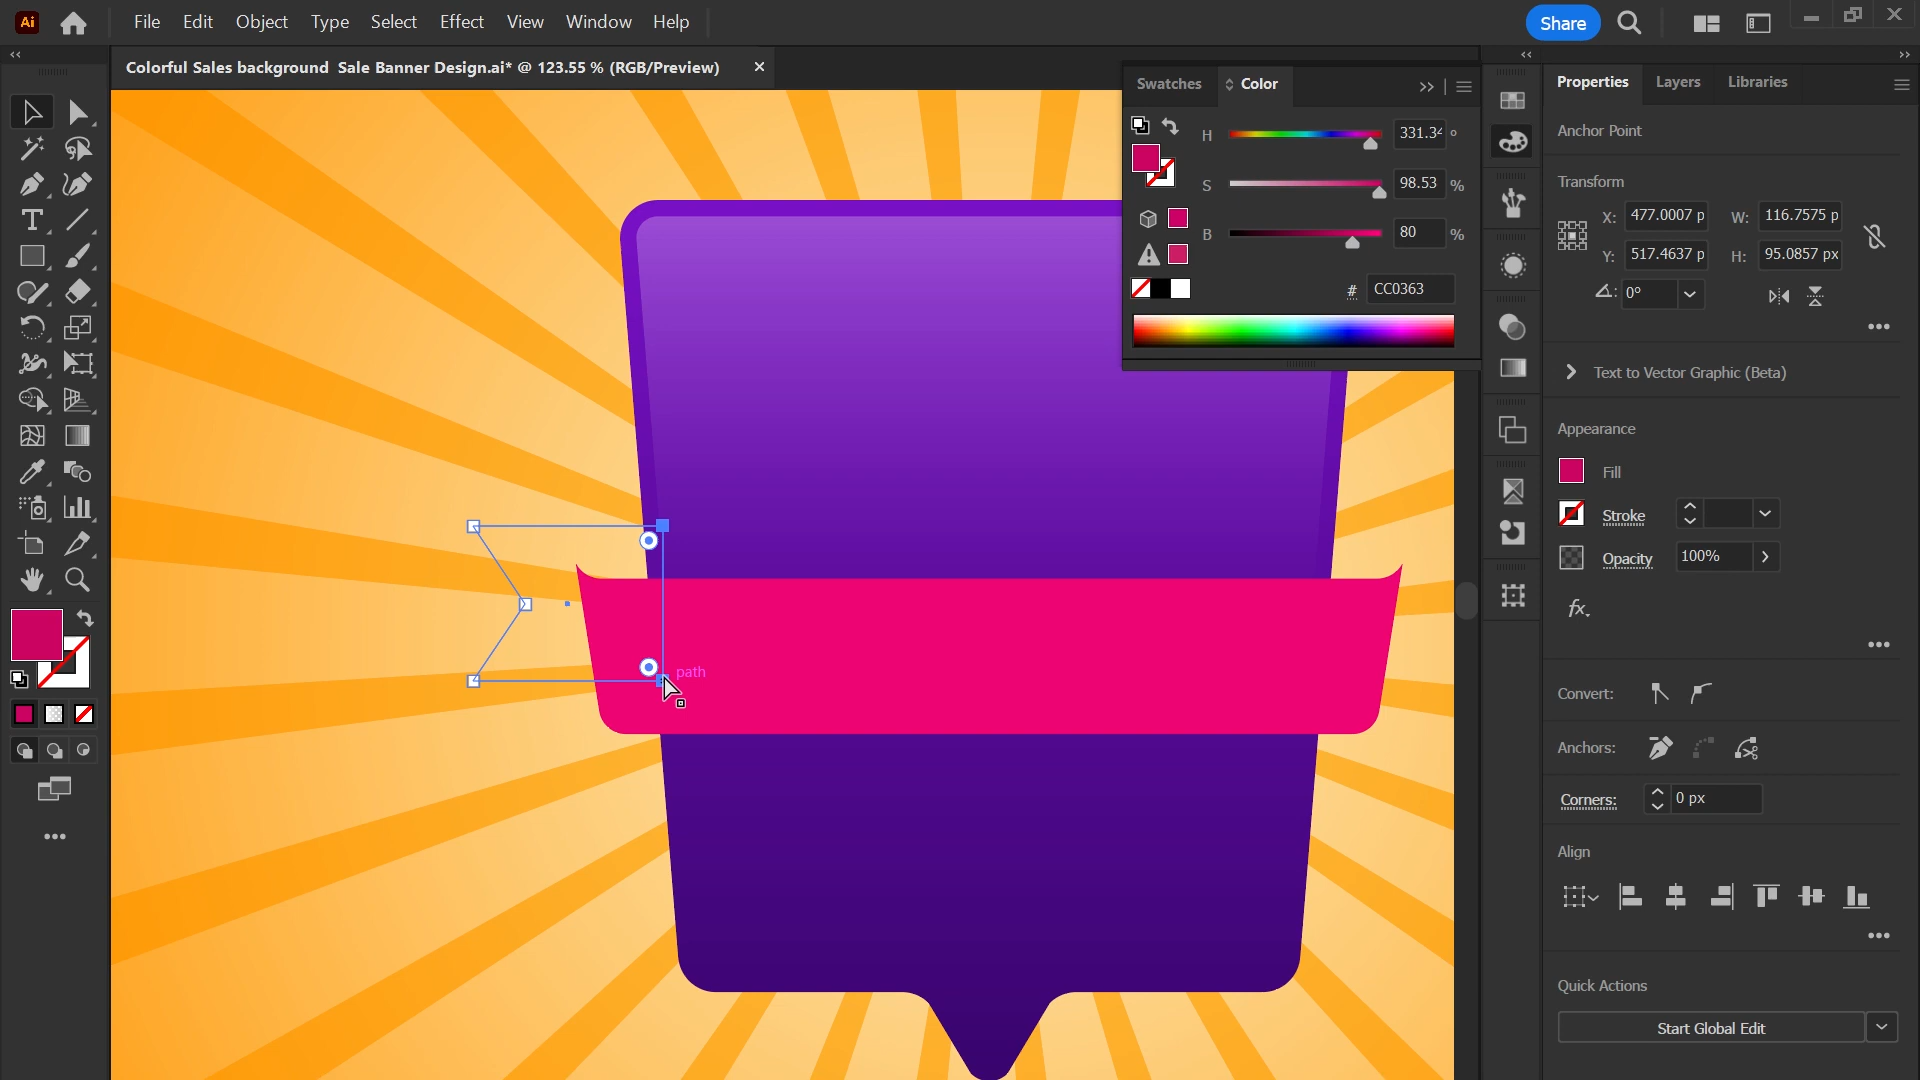 Ai File Edit Object Type Select Effect View Window Help Share
Colorful Sales background Sale Banner Design.ai* @ 123.55 % (RGB/Preview) ×
Swatches Color
H 331.34 °
S 98.53 %
B 80 %
# CC0363
path
Properties Layers Libraries
Anchor Point
Transform
X: 477.0007 p W: 116.7575 p
Y: 517.4637 p H: 95.0857 px
0°
Text to Vector Graphic (Beta)
Appearance
Fill
Stroke
Opacity 100%
fx.
Convert:
Anchors:
Corners: 0 px
Align
Quick Actions
Start Global Edit